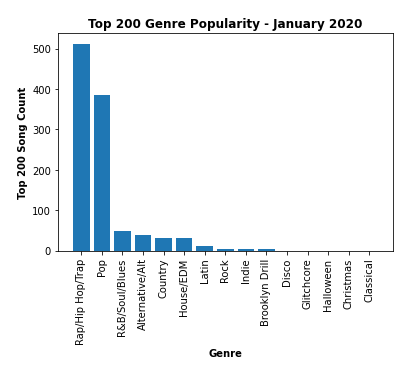 Top 200 Genre Popularity - January 2020
Top 200 Song Count
500
400
300
200
100
0
Rap/Hip Hop/Trap
Pop
R&B/Soul/Blues
Alternative/Alt
Country
House/EDM
Latin
Rock
Indie
Brooklyn Drill
Disco
Glitchcore
Halloween
Christmas
Classical
Genre